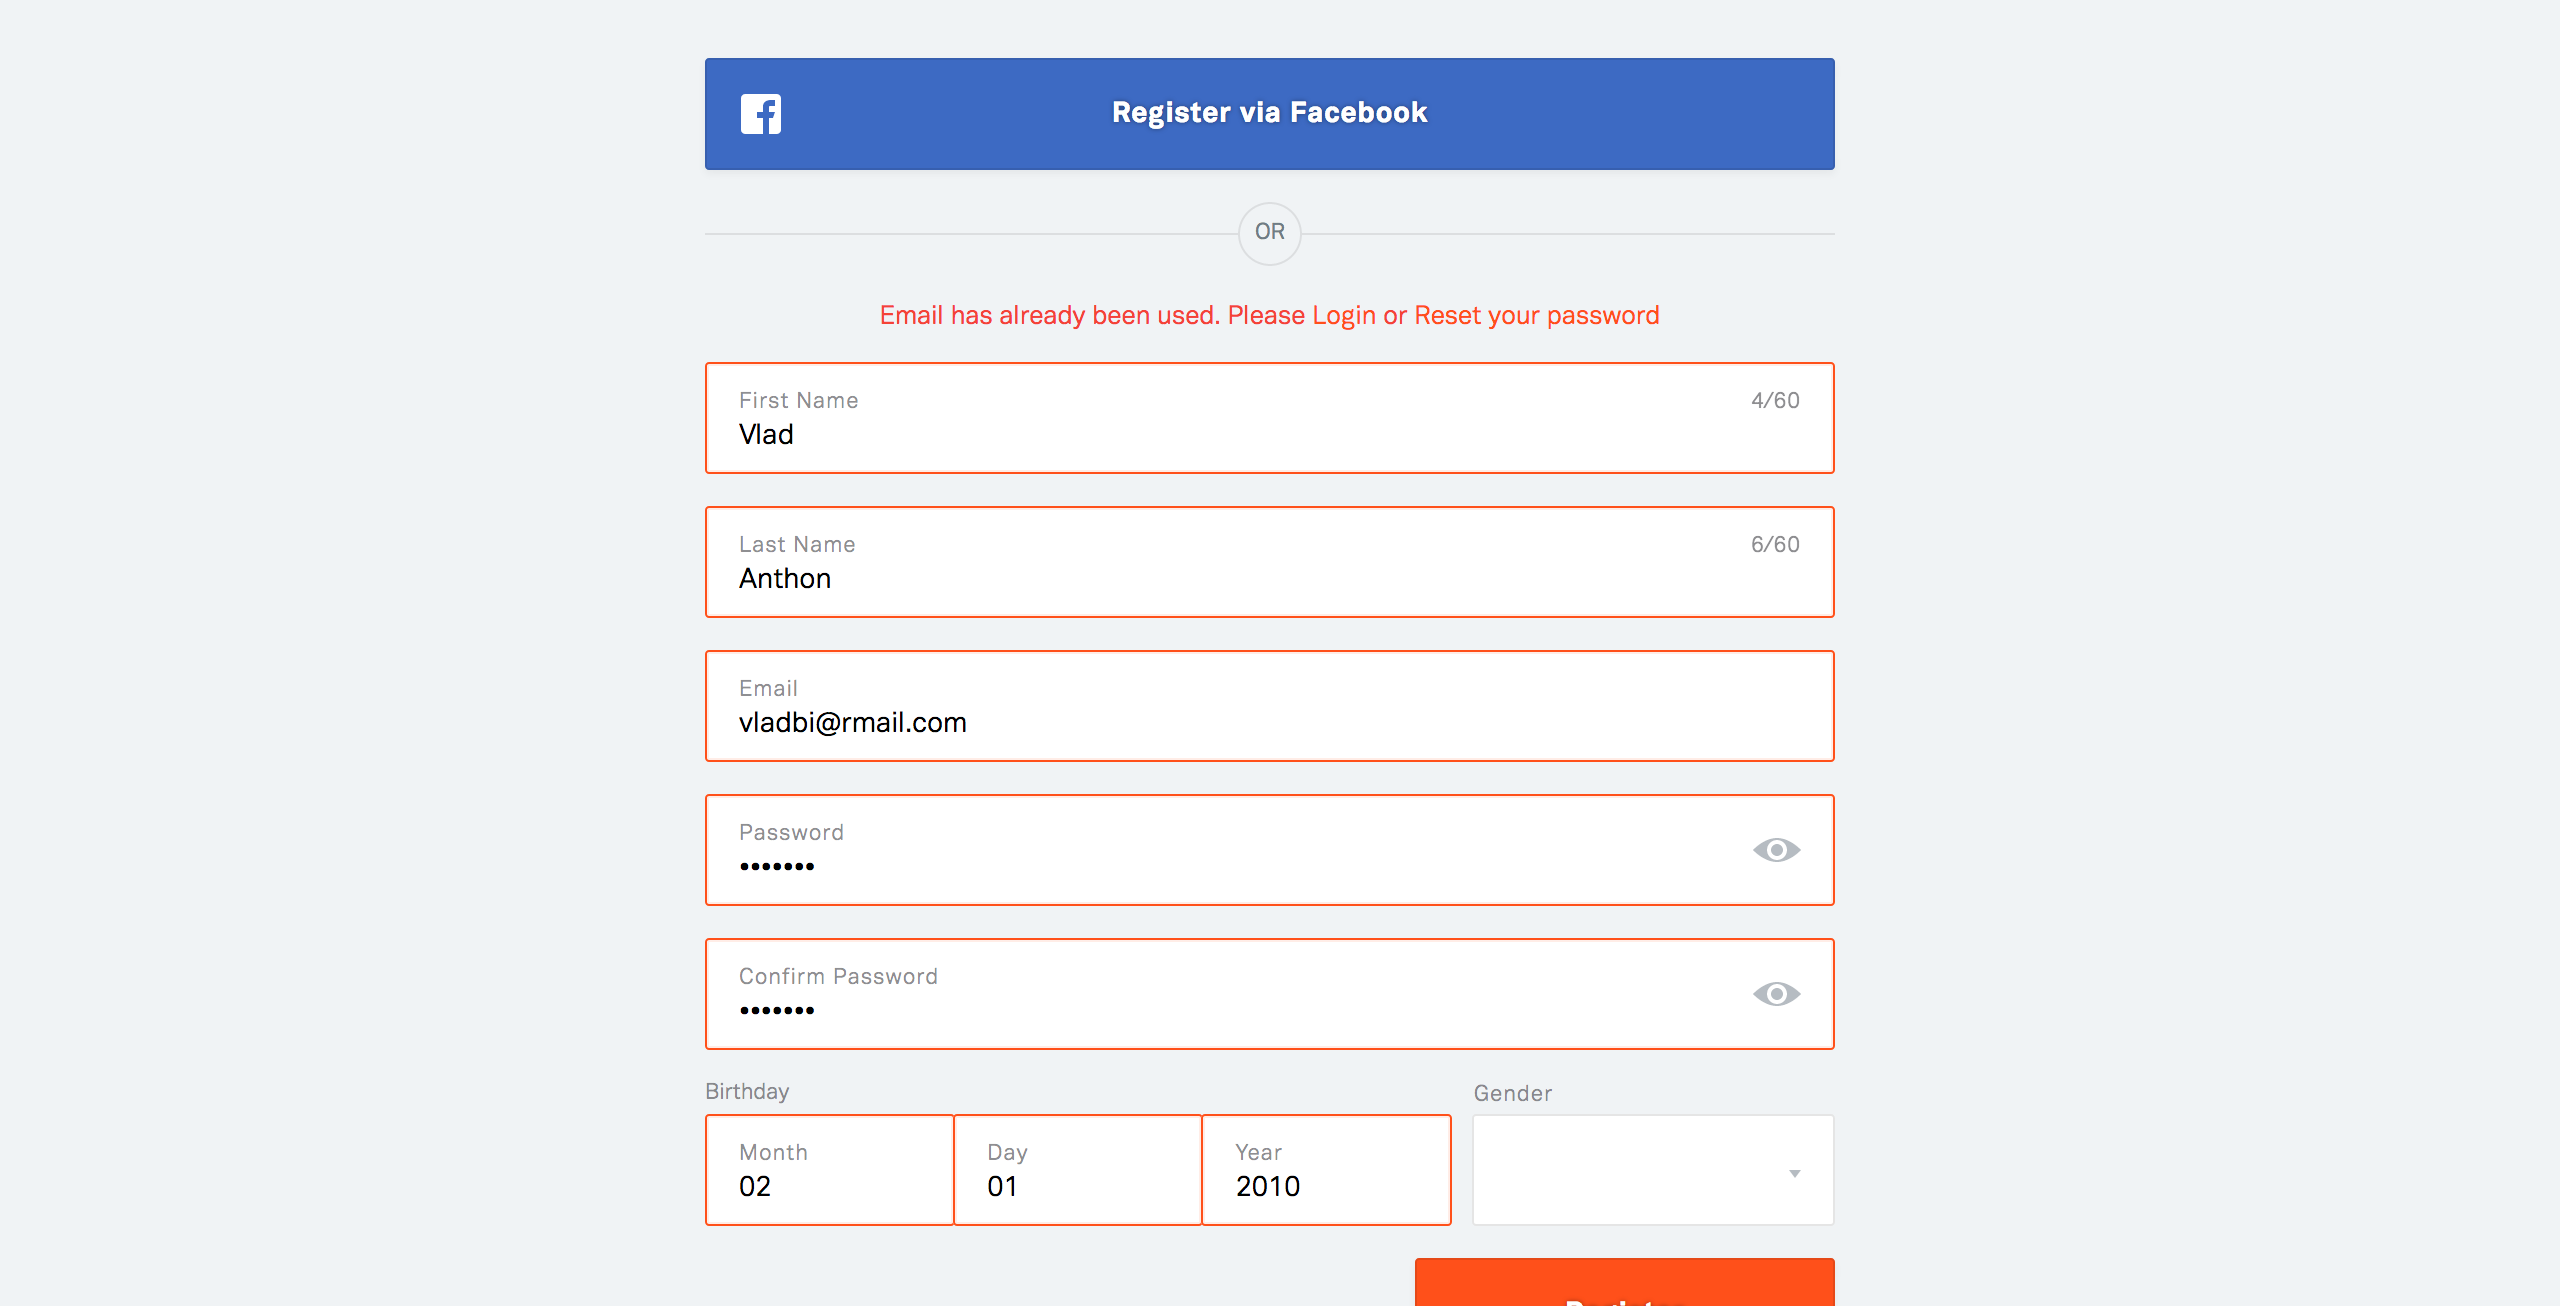 Register via Facebook
OR
Email has already been used. Please Login or Reset your password
First Name 4/60
Vlad
Last Name 6/60
Anthon
Email
vladbi@rmail.com
Password
•••••••
Confirm Password
•••••••
Birthday Gender
Month Day Year
02 01 2010
Register